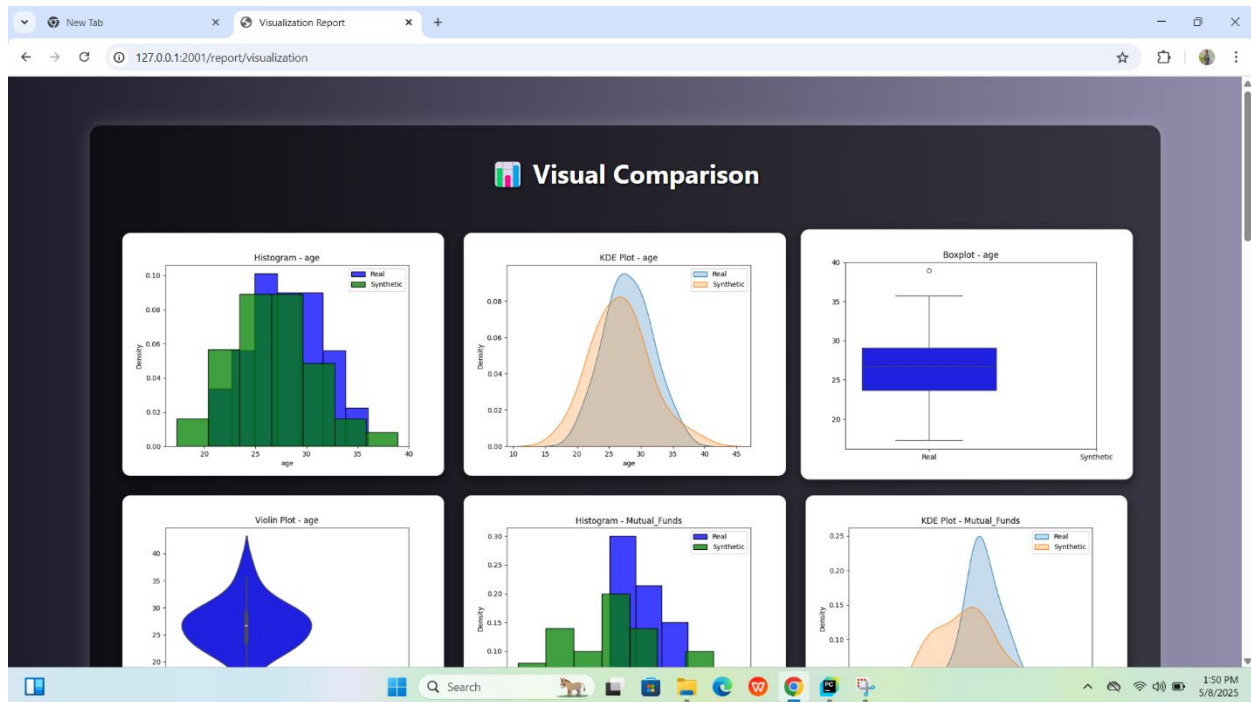 New Tab
Visualization Report
127.0.0.1:2001/report/visualization
Visual Comparison
Histogram - age
Real
Synthetic
0.10
0.08
0.06
0.04
0.02
0.00
Density
20 25 30 35 40
age
KDE Plot - age
Real
Synthetic
0.08
0.06
0.04
0.02
0.00
Density
10 15 20 25 30 35 40 45
age
Boxplot - age
40
35
30
25
20
Real Synthetic
Violin Plot - age
40
35
30
25
20
Histogram - Mutual_Funds
Real
Synthetic
0.30
0.25
0.20
0.15
0.10
Density
KDE Plot - Mutual_Funds
Real
Synthetic
0.25
0.20
0.15
0.10
Density
Search
PC
1:50 PM
5/8/2025